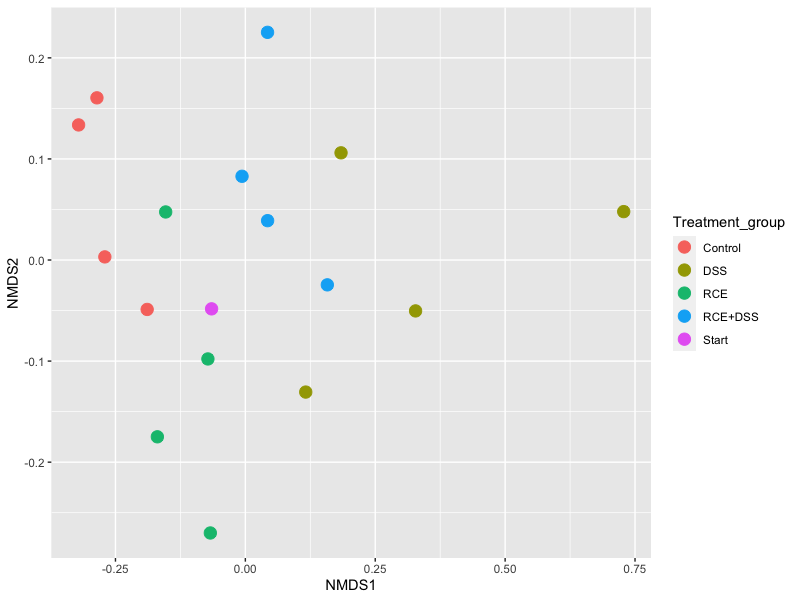 0.2
0.1
0.0
-0.1
-0.2
NMDS2
-0.25
0.00
0.25
0.50
0.75
NMDS1
Treatment_group
Control
DSS
RCE
RCE+DSS
Start